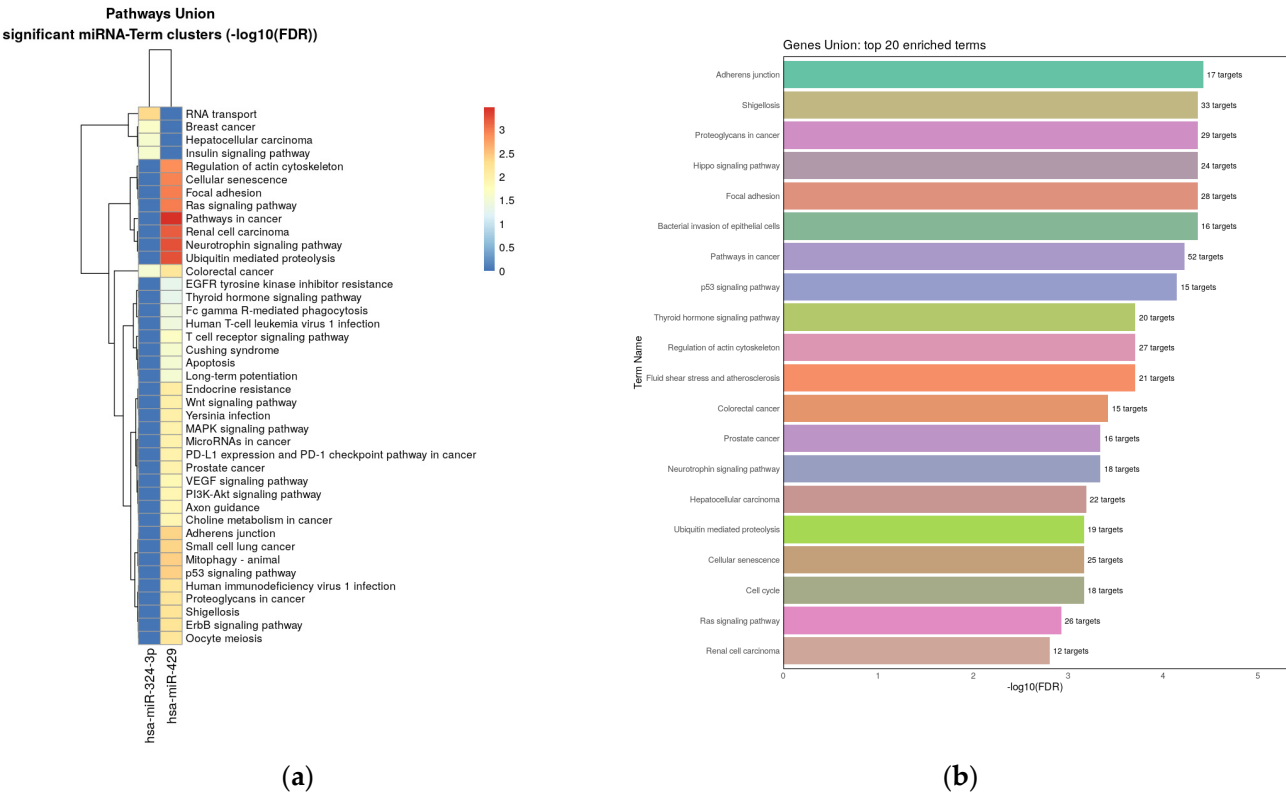 Pathways Union
significant miRNA-Term clusters (-log10(FDR))
RNA transport
Breast cancer
Hepatocellular carcinoma
Insulin signaling pathway
Regulation of actin cytoskeleton
Cellular senescence
Focal adhesion
Ras signaling pathway
Pathways in cancer
Renal cell carcinoma
Neurotrophin signaling pathway
Ubiquitin mediated proteolysis
Colorectal cancer
EGFR tyrosine kinase inhibitor resistance
Thyroid hormone signaling pathway
Fc gamma R-mediated phagocytosis
Human T-cell leukemia virus 1 infection
T cell receptor signaling pathway
Cushing syndrome
Apoptosis
Long-term potentiation
Endocrine resistance
Wnt signaling pathway
Yersinia infection
MAPK signaling pathway
MicroRNAs in cancer
PD-L1 expression and PD-1 checkpoint pathway in cancer
Prostate cancer
VEGF signaling pathway
PI3K-Akt signaling pathway
Axon guidance
Choline metabolism in cancer
Adherens junction
Small cell lung cancer
Mitophagy - animal
p53 signaling pathway
Human immunodeficiency virus 1 infection
Proteoglycans in cancer
Shigellosis
ErbB signaling pathway
Oocyte meiosis
hsa-miR-324-3p
hsa-miR-429
3
2.5
2
1.5
1
0.5
0
(a)
Genes Union: top 20 enriched terms
Term Name
Adherens junction 17 targets
Shigellosis 33 targets
Proteoglycans in cancer 29 targets
Hippo signaling pathway 24 targets
Focal adhesion 28 targets
Bacterial invasion of epithelial cells 16 targets
Pathways in cancer 52 targets
p53 signaling pathway 15 targets
Thyroid hormone signaling pathway 20 targets
Regulation of actin cytoskeleton 27 targets
Fluid shear stress and atherosclerosis 21 targets
Colorectal cancer 15 targets
Prostate cancer 16 targets
Neurotrophin signaling pathway 18 targets
Hepatocellular carcinoma 22 targets
Ubiquitin mediated proteolysis 19 targets
Cellular senescence 25 targets
Cell cycle 18 targets
Ras signaling pathway 26 targets
Renal cell carcinoma 12 targets
0 1 2 3 4 5
-log10(FDR)
(b)